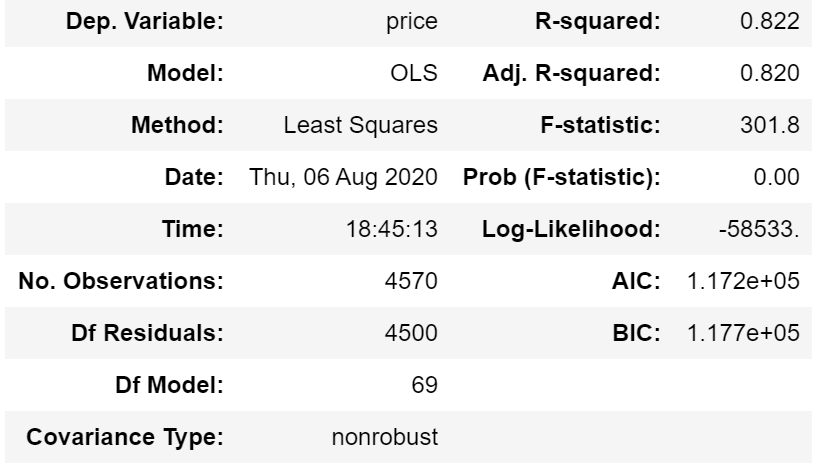 Dep. Variable: price R-squared: 0.822
Model: OLS Adj. R-squared: 0.820
Method: Least Squares F-statistic: 301.8
Date: Thu, 06 Aug 2020 Prob (F-statistic): 0.00
Time: 18:45:13 Log-Likelihood: -58533.
No. Observations: 4570 AIC: 1.172e+05
Df Residuals: 4500 BIC: 1.177e+05
Df Model: 69
Covariance Type: nonrobust